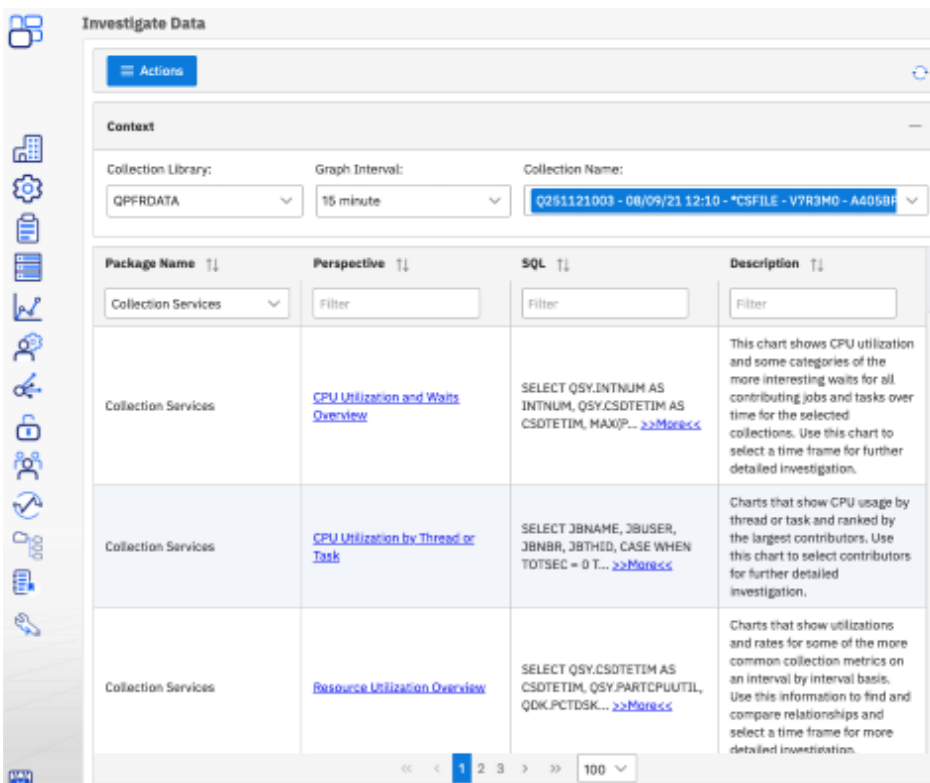 Investigate Data
Actions
Context
Collection Library:
Graph Interval:
Collection Name:
QPFRDATA
15 minute
Q251121003 - 08/09/21 12:10 - *CSFILE - V7R3M0 - A405BF
Package Name
Perspective
SQL
Description
Collection Services
Filter
Filter
Filter
Collection Services
CPU Utilization and Waits
Overview
SELECT QSY.INTNUM AS
INTNUM, QSY.CSDTETIM AS
CSDTETIM, MAX(P... >>More<<
This chart shows CPU utilization
and some categories of the
more interesting waits for all
contributing jobs and tasks over
time for the selected
collections. Use this chart to
select a time frame for further
detailed investigation.
Collection Services
CPU Utilization by Thread or
Task
SELECT JBNAME, JBUSER,
JBNBR, JBTHID, CASE WHEN
TOTSEC = 0 T... >>More<<
Charts that show CPU usage by
thread or task and ranked by
the largest contributors. Use
this chart to select contributors
for further detailed
investigation.
Collection Services
Resource Utilization Overview
SELECT QSY.CSDTETIM AS
CSDTETIM, QSY.PARTCPUUTIL,
QDK.PCTDSK... >>More<<
Charts that show utilizations
and rates for some of the more
common collection metrics on
an interval by interval basis.
Use this information to find and
compare relationships and
select a time frame for more
detailed investigation.
« < 1 2 3 > » 100